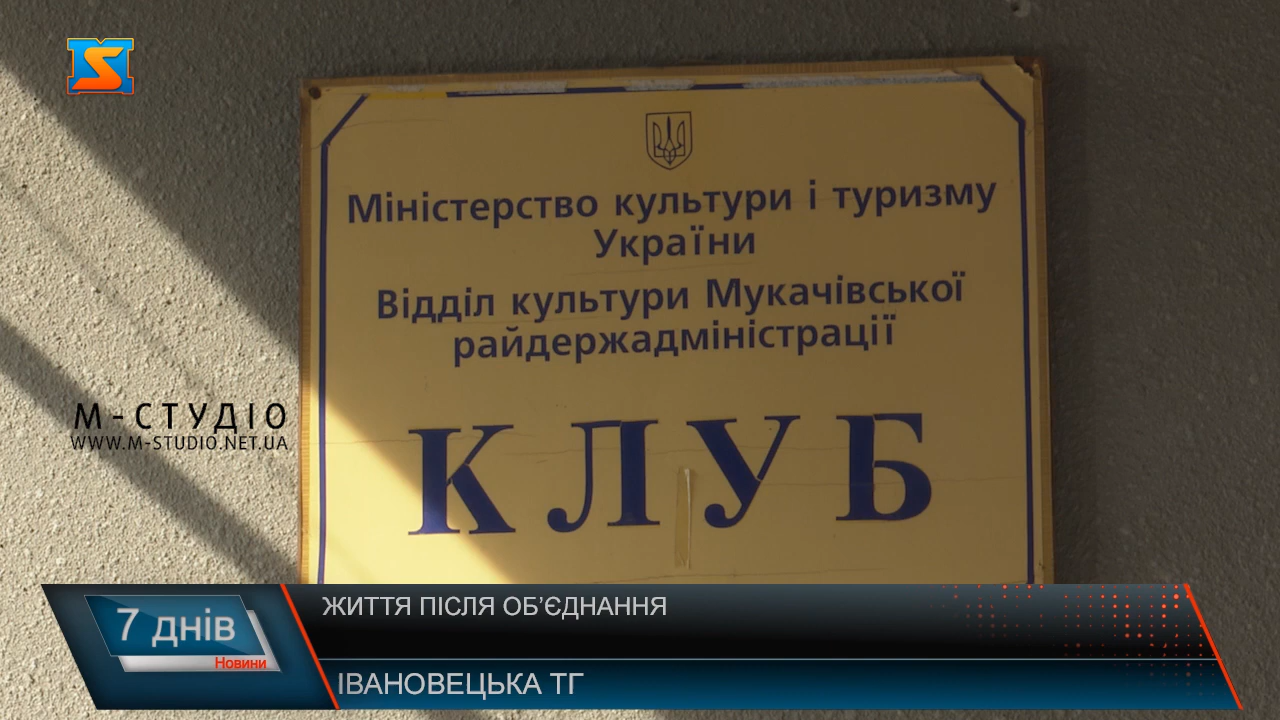 Міністерство культури і туризму
України
Відділ культури Мукачівської
райдержадміністрації
КЛУБ
М-СТУДІО
WWW.M-STUDIO.NET.UA
ЖИТТЯ ПІСЛЯ ОБ’ЄДНАННЯ
7 днів
Новини
ІВАНОВЕЦЬКА ТГ